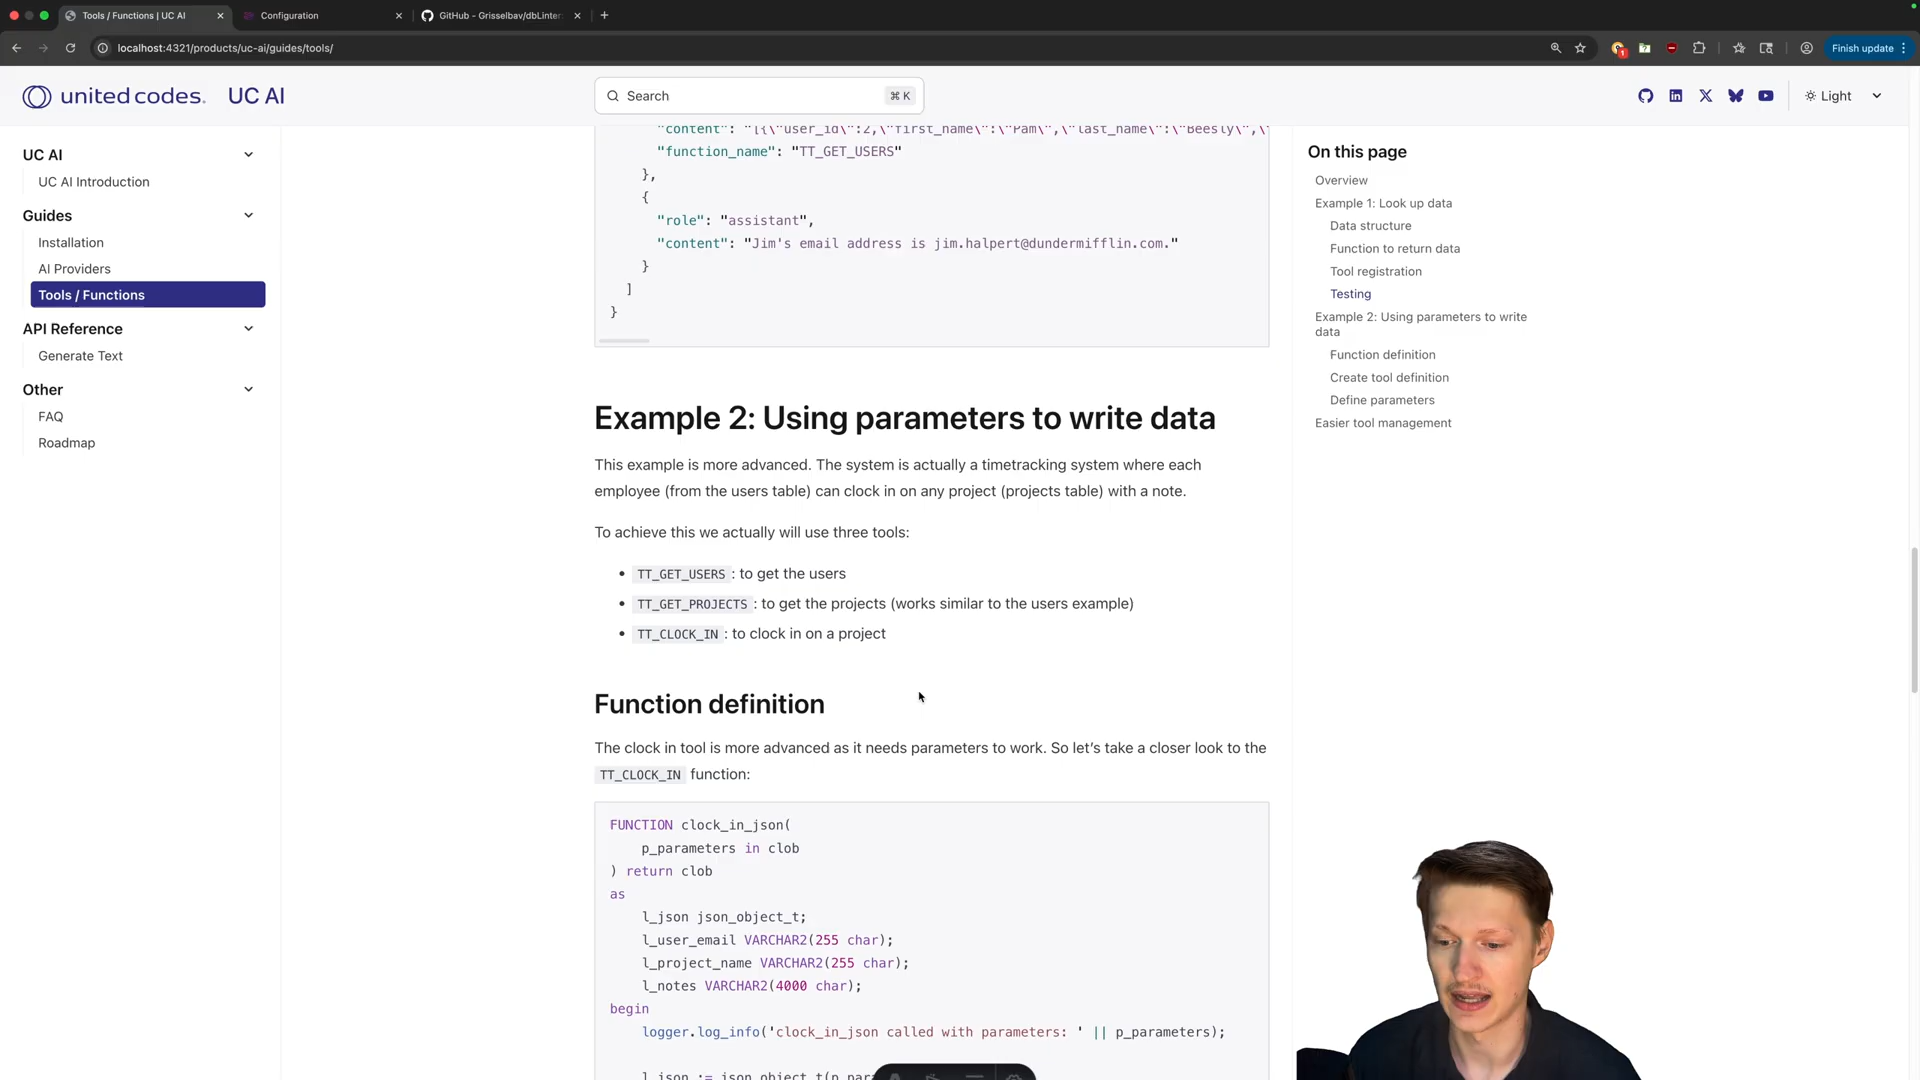 Tools / Functions | UC AI
Configuration
GitHub - Grisselbav/dbLinter
localhost:4321/products/uc-ai/guides/tools/
1
Finish update
united codes.
UC AI
Search
⌘ K
Light
UC AI
UC AI Introduction
Guides
Installation
AI Providers
Tools / Functions
API Reference
Generate Text
Other
FAQ
Roadmap
"content": "[{\"user_id\":2,\"first_name\":\"Pam\",\"last_name\":\"Beesly\",\
"function_name": "TT_GET_USERS"
},
{
"role": "assistant",
"content": "Jim's email address is jim.halpert@dundermifflin.com."
}
]
}
Example 2: Using parameters to write data
This example is more advanced. The system is actually a timetracking system where each
employee (from the users table) can clock in on any project (projects table) with a note.
To achieve this we actually will use three tools:
• TT_GET_USERS : to get the users
• TT_GET_PROJECTS : to get the projects (works similar to the users example)
• TT_CLOCK_IN : to clock in on a project
Function definition
The clock in tool is more advanced as it needs parameters to work. So let's take a closer look to the
TT_CLOCK_IN function:
FUNCTION clock_in_json(
p_parameters in clob
) return clob
as
l_json json_object_t;
l_user_email VARCHAR2(255 char);
l_project_name VARCHAR2(255 char);
l_notes VARCHAR2(4000 char);
begin
logger.log_info('clock_in_json called with parameters: ' || p_parameters);
l_json := json_object_t(p_para
On this page
Overview
Example 1: Look up data
Data structure
Function to return data
Tool registration
Testing
Example 2: Using parameters to write
data
Function definition
Create tool definition
Define parameters
Easier tool management